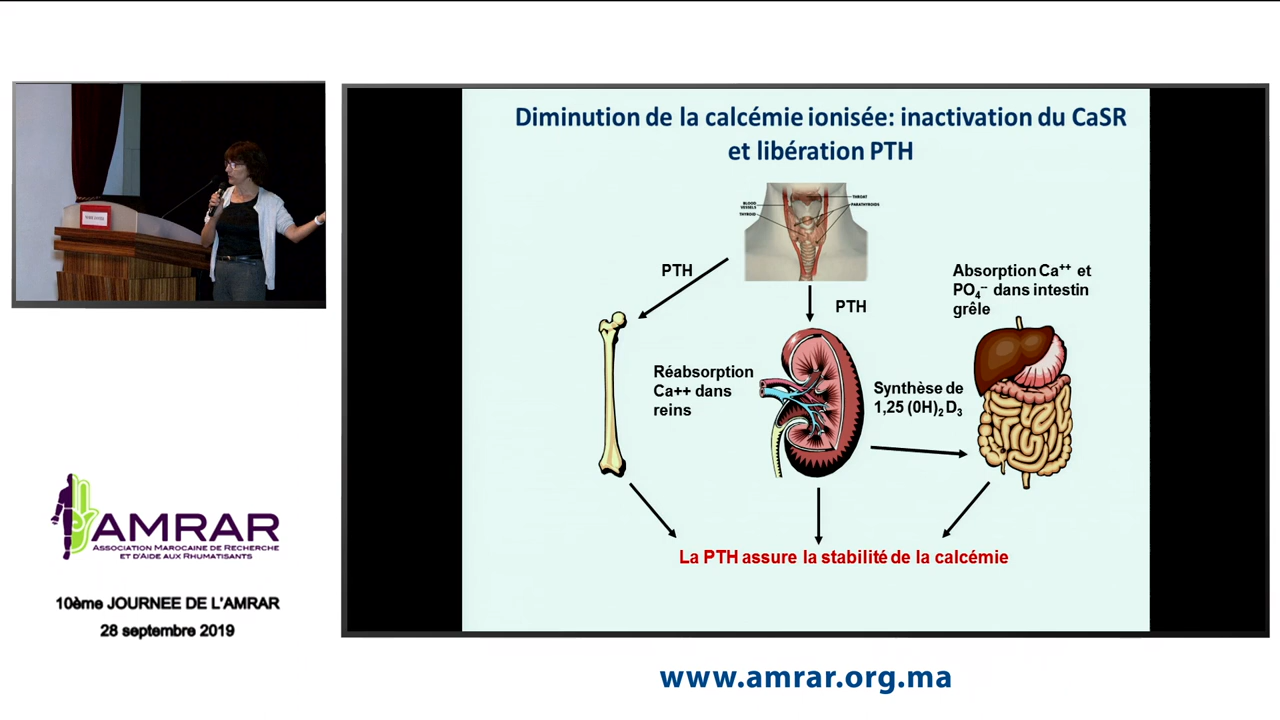 Diminution de la calcémie ionisée: inactivation du CaSR
et libération PTH
THROAT
BLOOD
VESSELS
PARATHYROIDS
THYROID
PTH
PTH
Absorption Ca⁺⁺ et
PO₄⁻⁻ dans intestin
grêle
Réabsorption
Ca++ dans
reins
Synthèse de
1,25 (0H)₂ D₃
La PTH assure la stabilité de la calcémie
AMRAR
ASSOCIATION MAROCAINE DE RECHERCHE
ET D'AIDE AUX RHUMATISANTS
10ème JOURNEE DE L'AMRAR
28 septembre 2019
www.amrar.org.ma